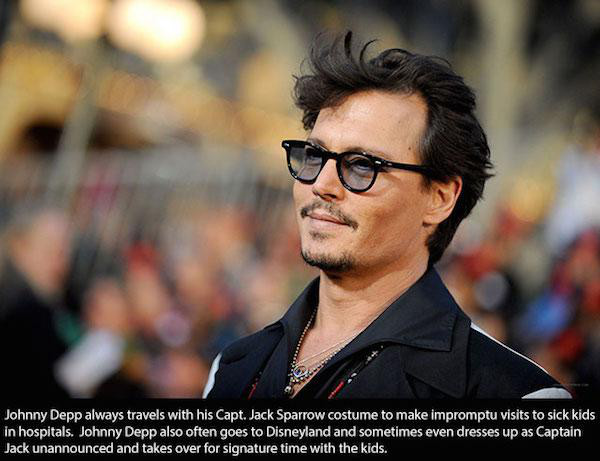 Johnny Depp always travels with his Capt. Jack Sparrow costume to make impromptu visits to sick kids
in hospitals.  Johnny Depp also often goes to Disneyland and sometimes even dresses up as Captain
Jack unannounced and takes over for signature time with the kids.